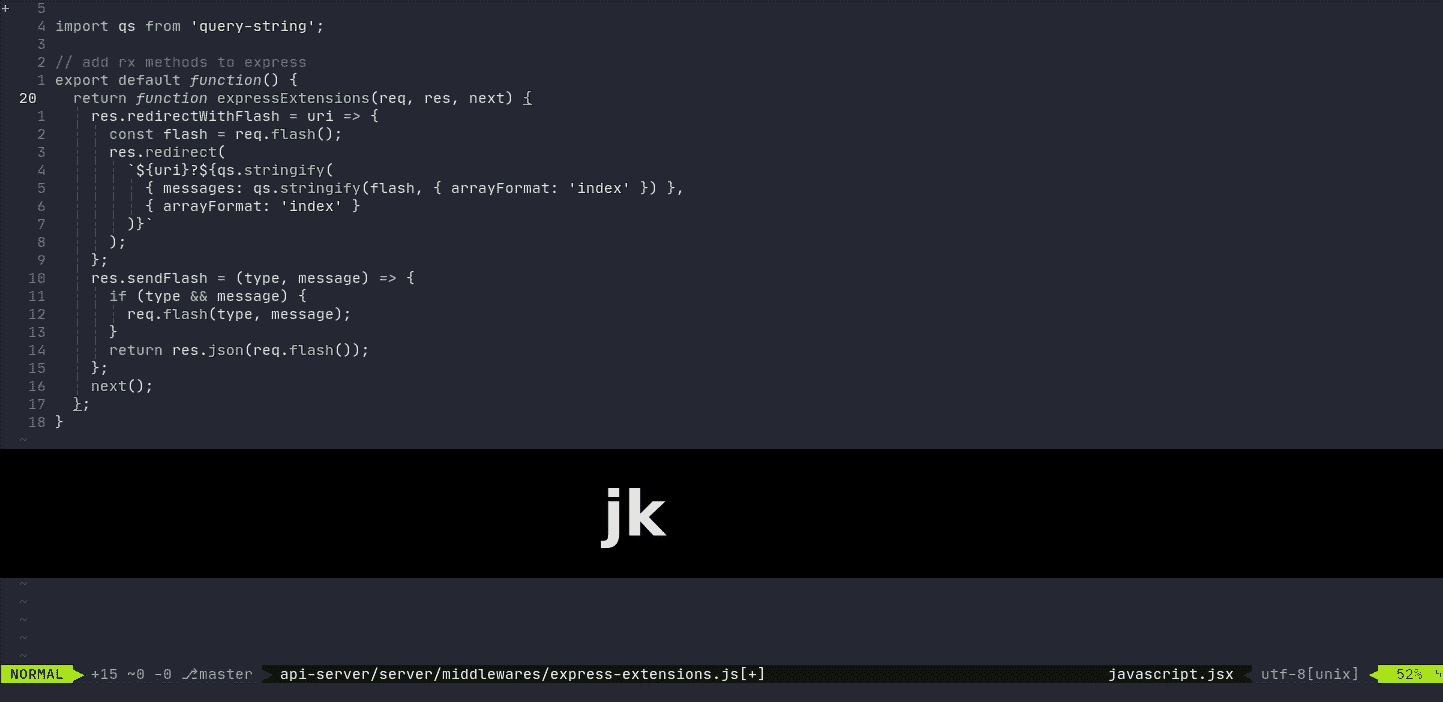 + 5
4 import qs from 'query-string';
3
2 // add rx methods to express
1 export default function() {
20 return function expressExtensions(req, res, next) {
1 res.redirectWithFlash = uri => {
2 const flash = req.flash();
3 res.redirect(
4 `${uri}?${qs.stringify(
5 { messages: qs.stringify(flash, { arrayFormat: 'index' }) },
6 { arrayFormat: 'index' }
7 )}`
8 );
9 };
10 res.sendFlash = (type, message) => {
11 if (type && message) {
12 req.flash(type, message);
13 }
14 return res.json(req.flash());
15 };
16 next();
17 };
18 }
~
jk
~
~
~
~
~
NORMAL +15 ~0 -0 ⎇master api-server/server/middlewares/express-extensions.js[+] javascript.jsx utf-8[unix] 52%